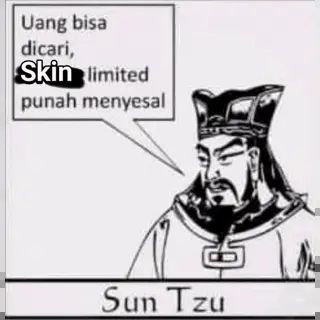 Uang bisa
dicari,
Skin limited
punah menyesal
Sun Tzu